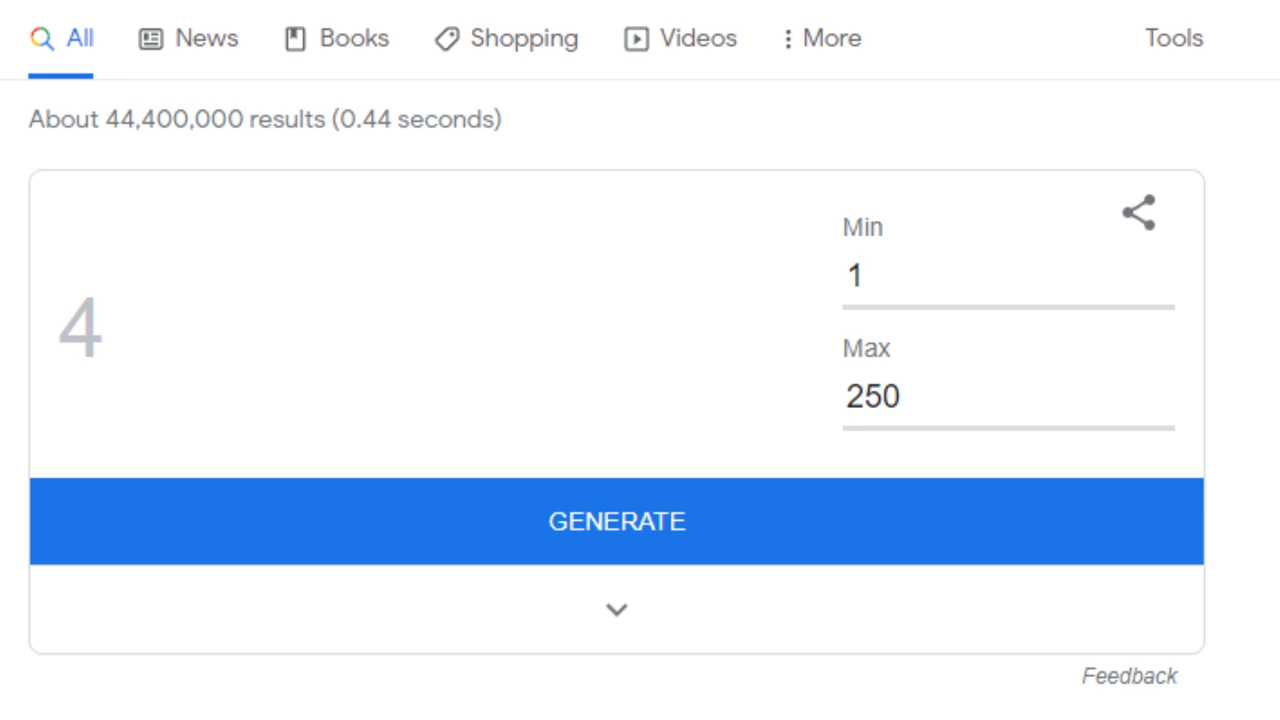 All News Books Shopping Videos More Tools
About 44,400,000 results (0.44 seconds)
4
Min
1
Max
250
GENERATE
Feedback